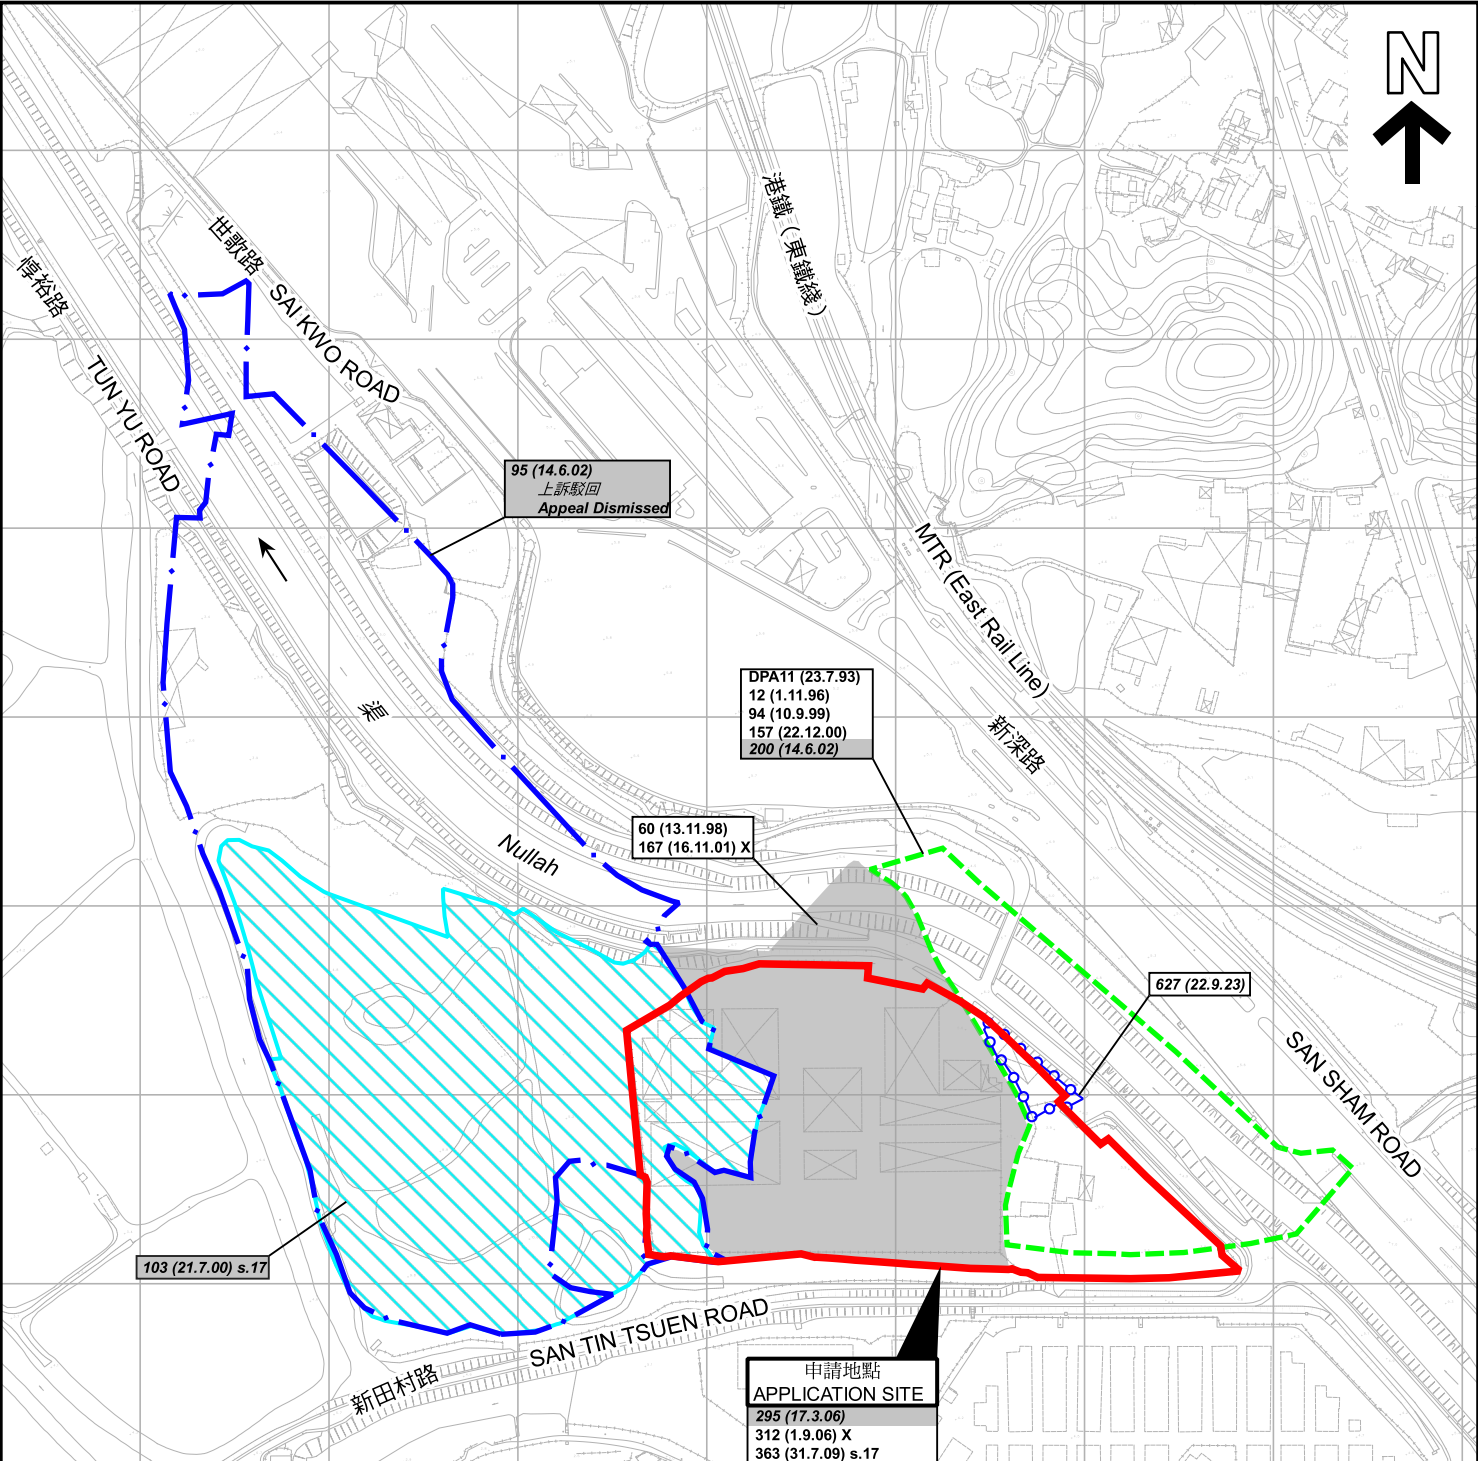 N
港鐵（東鐵綫）
世歌路
SAI KWO ROAD
惇裕路
TUN YU ROAD
95 (14.6.02)
上訴駁回
Appeal Dismissed
MTR (East Rail Line)
DPA11 (23.7.93)
12 (1.11.96)
94 (10.9.99)
157 (22.12.00)
200 (14.6.02)
渠
新深路
60 (13.11.98)
167 (16.11.01) X
Nullah
627 (22.9.23)
SAN SHAM ROAD
103 (21.7.00) s.17
SAN TIN TSUEN ROAD
新田村路
申請地點
APPLICATION SITE
295 (17.3.06)
312 (1.9.06) X
363 (31.7.09) s.17